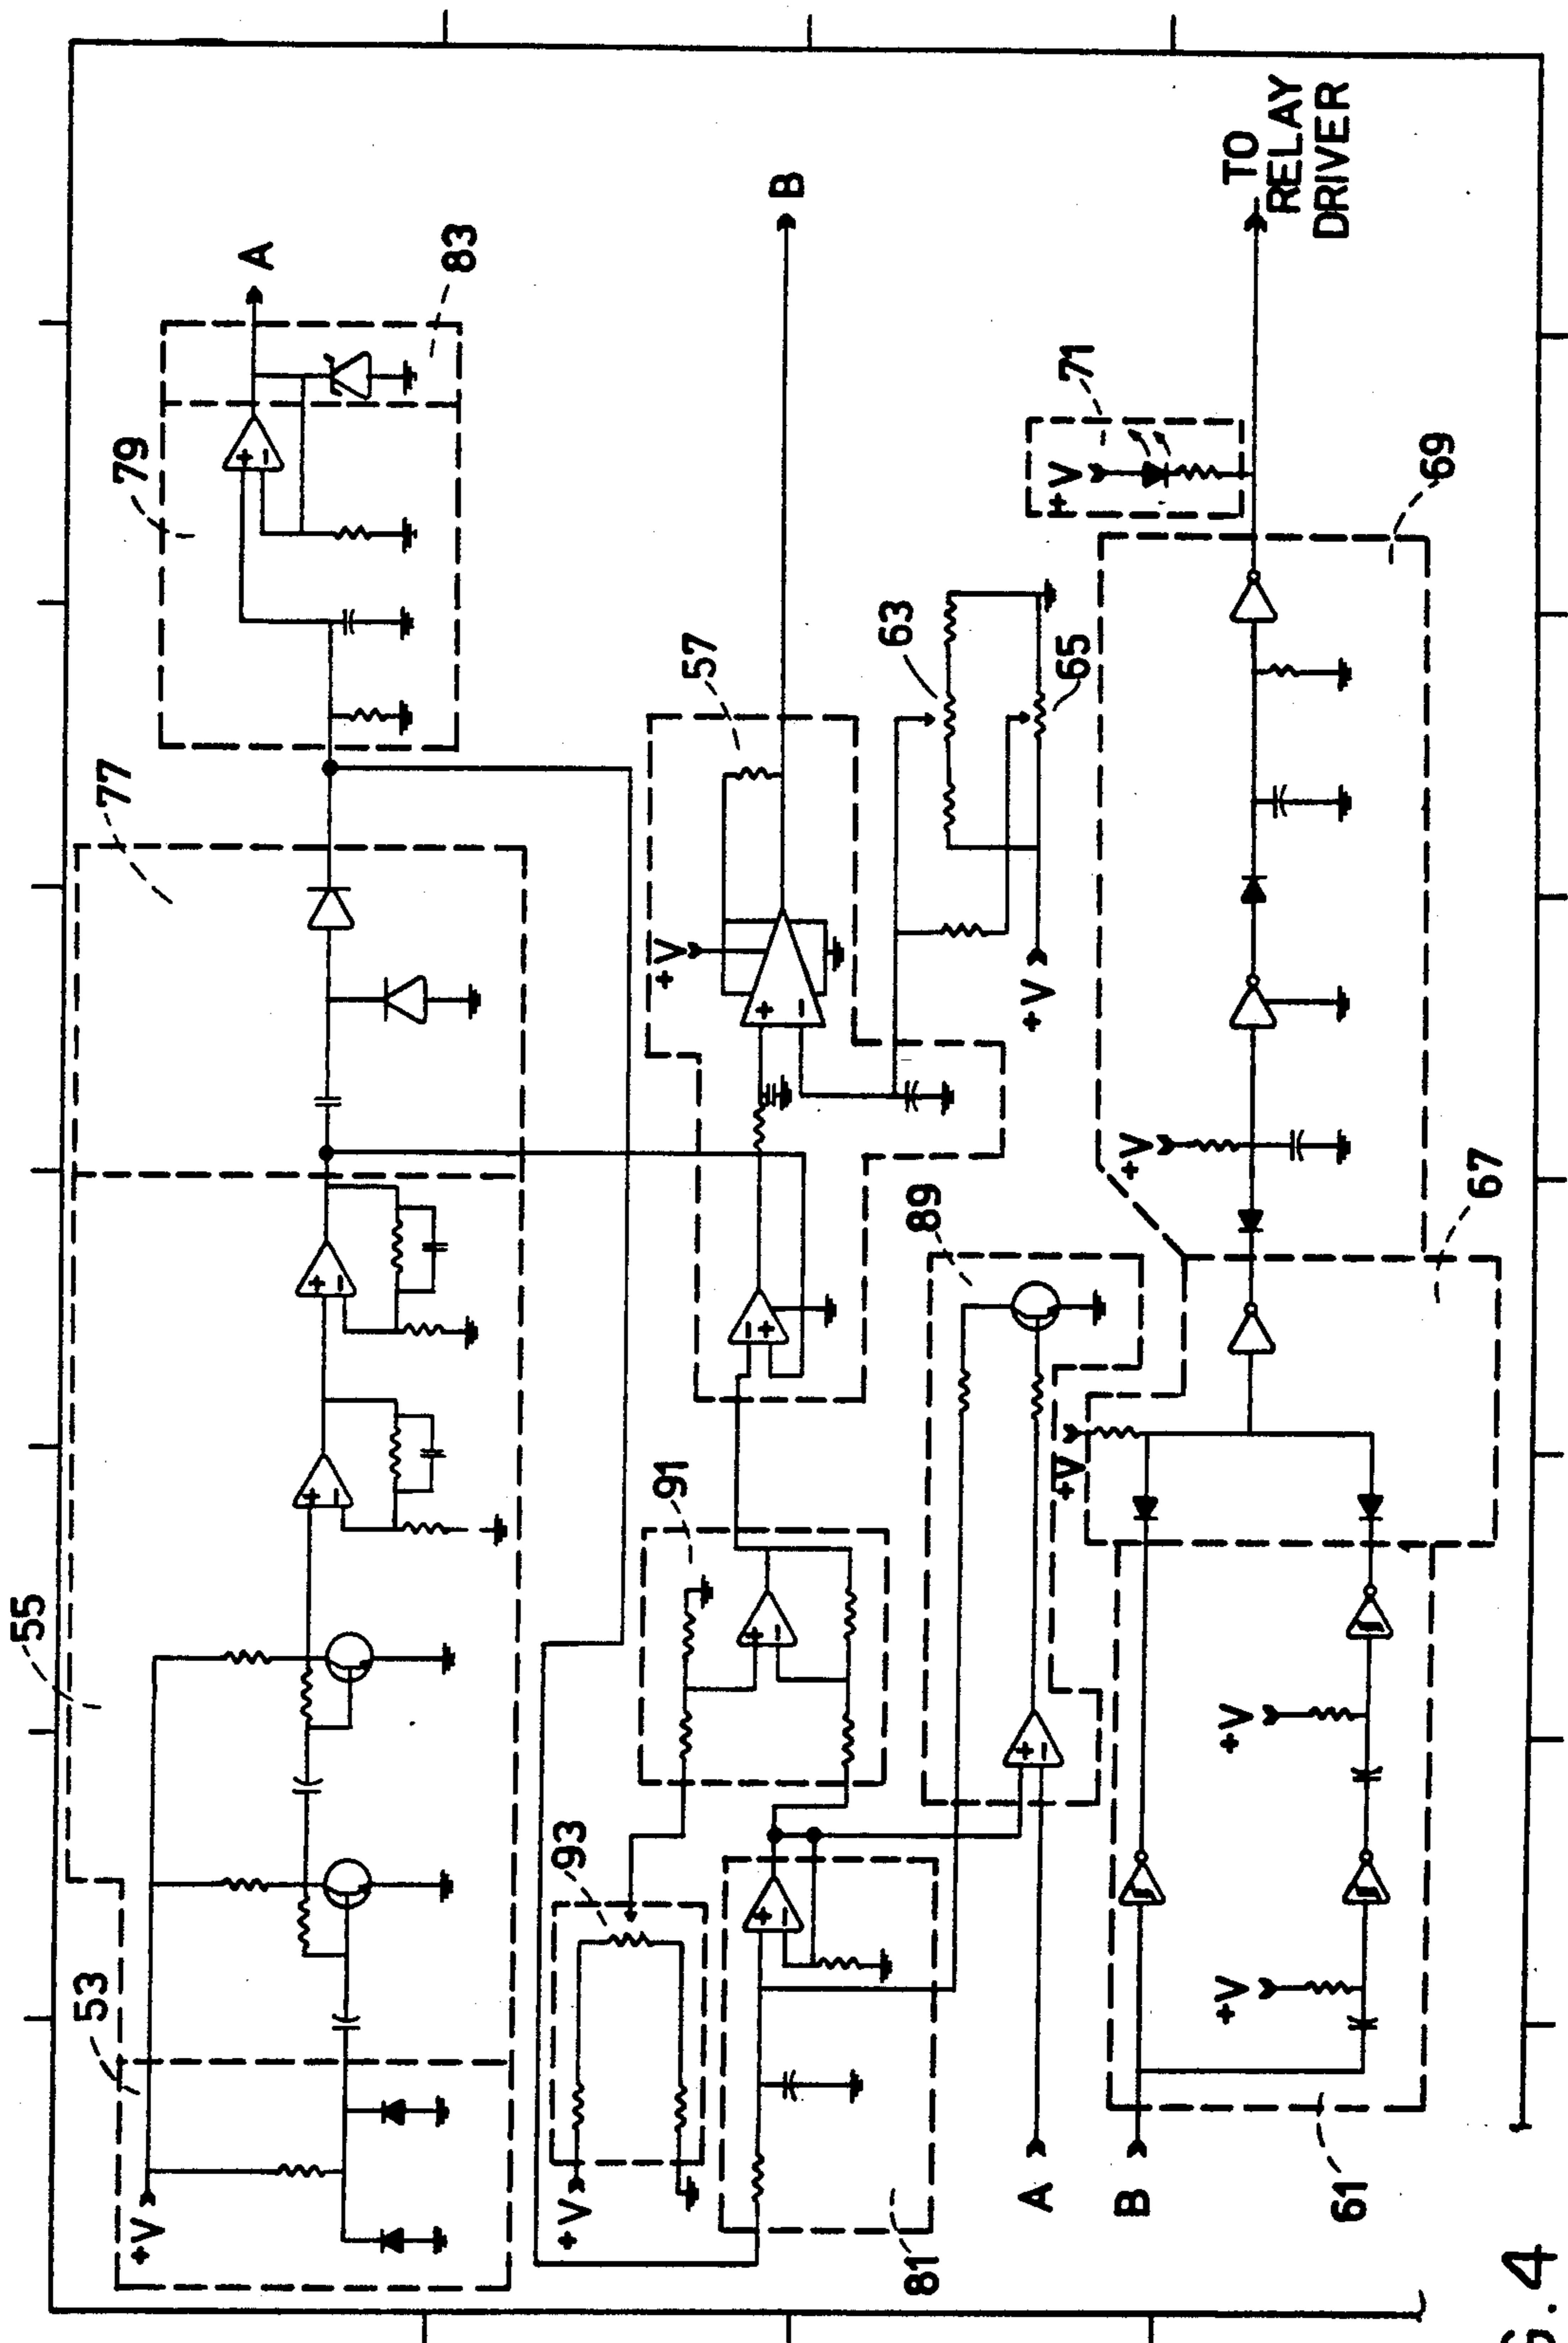 55
53
+V
77
79
83
A
93
+V
91
57
+V
B
81
89
63
65
+V
A
B
61
+V
+V
+V
67
+V
69
71
+V
TO
RELAY
DRIVER
G. 4